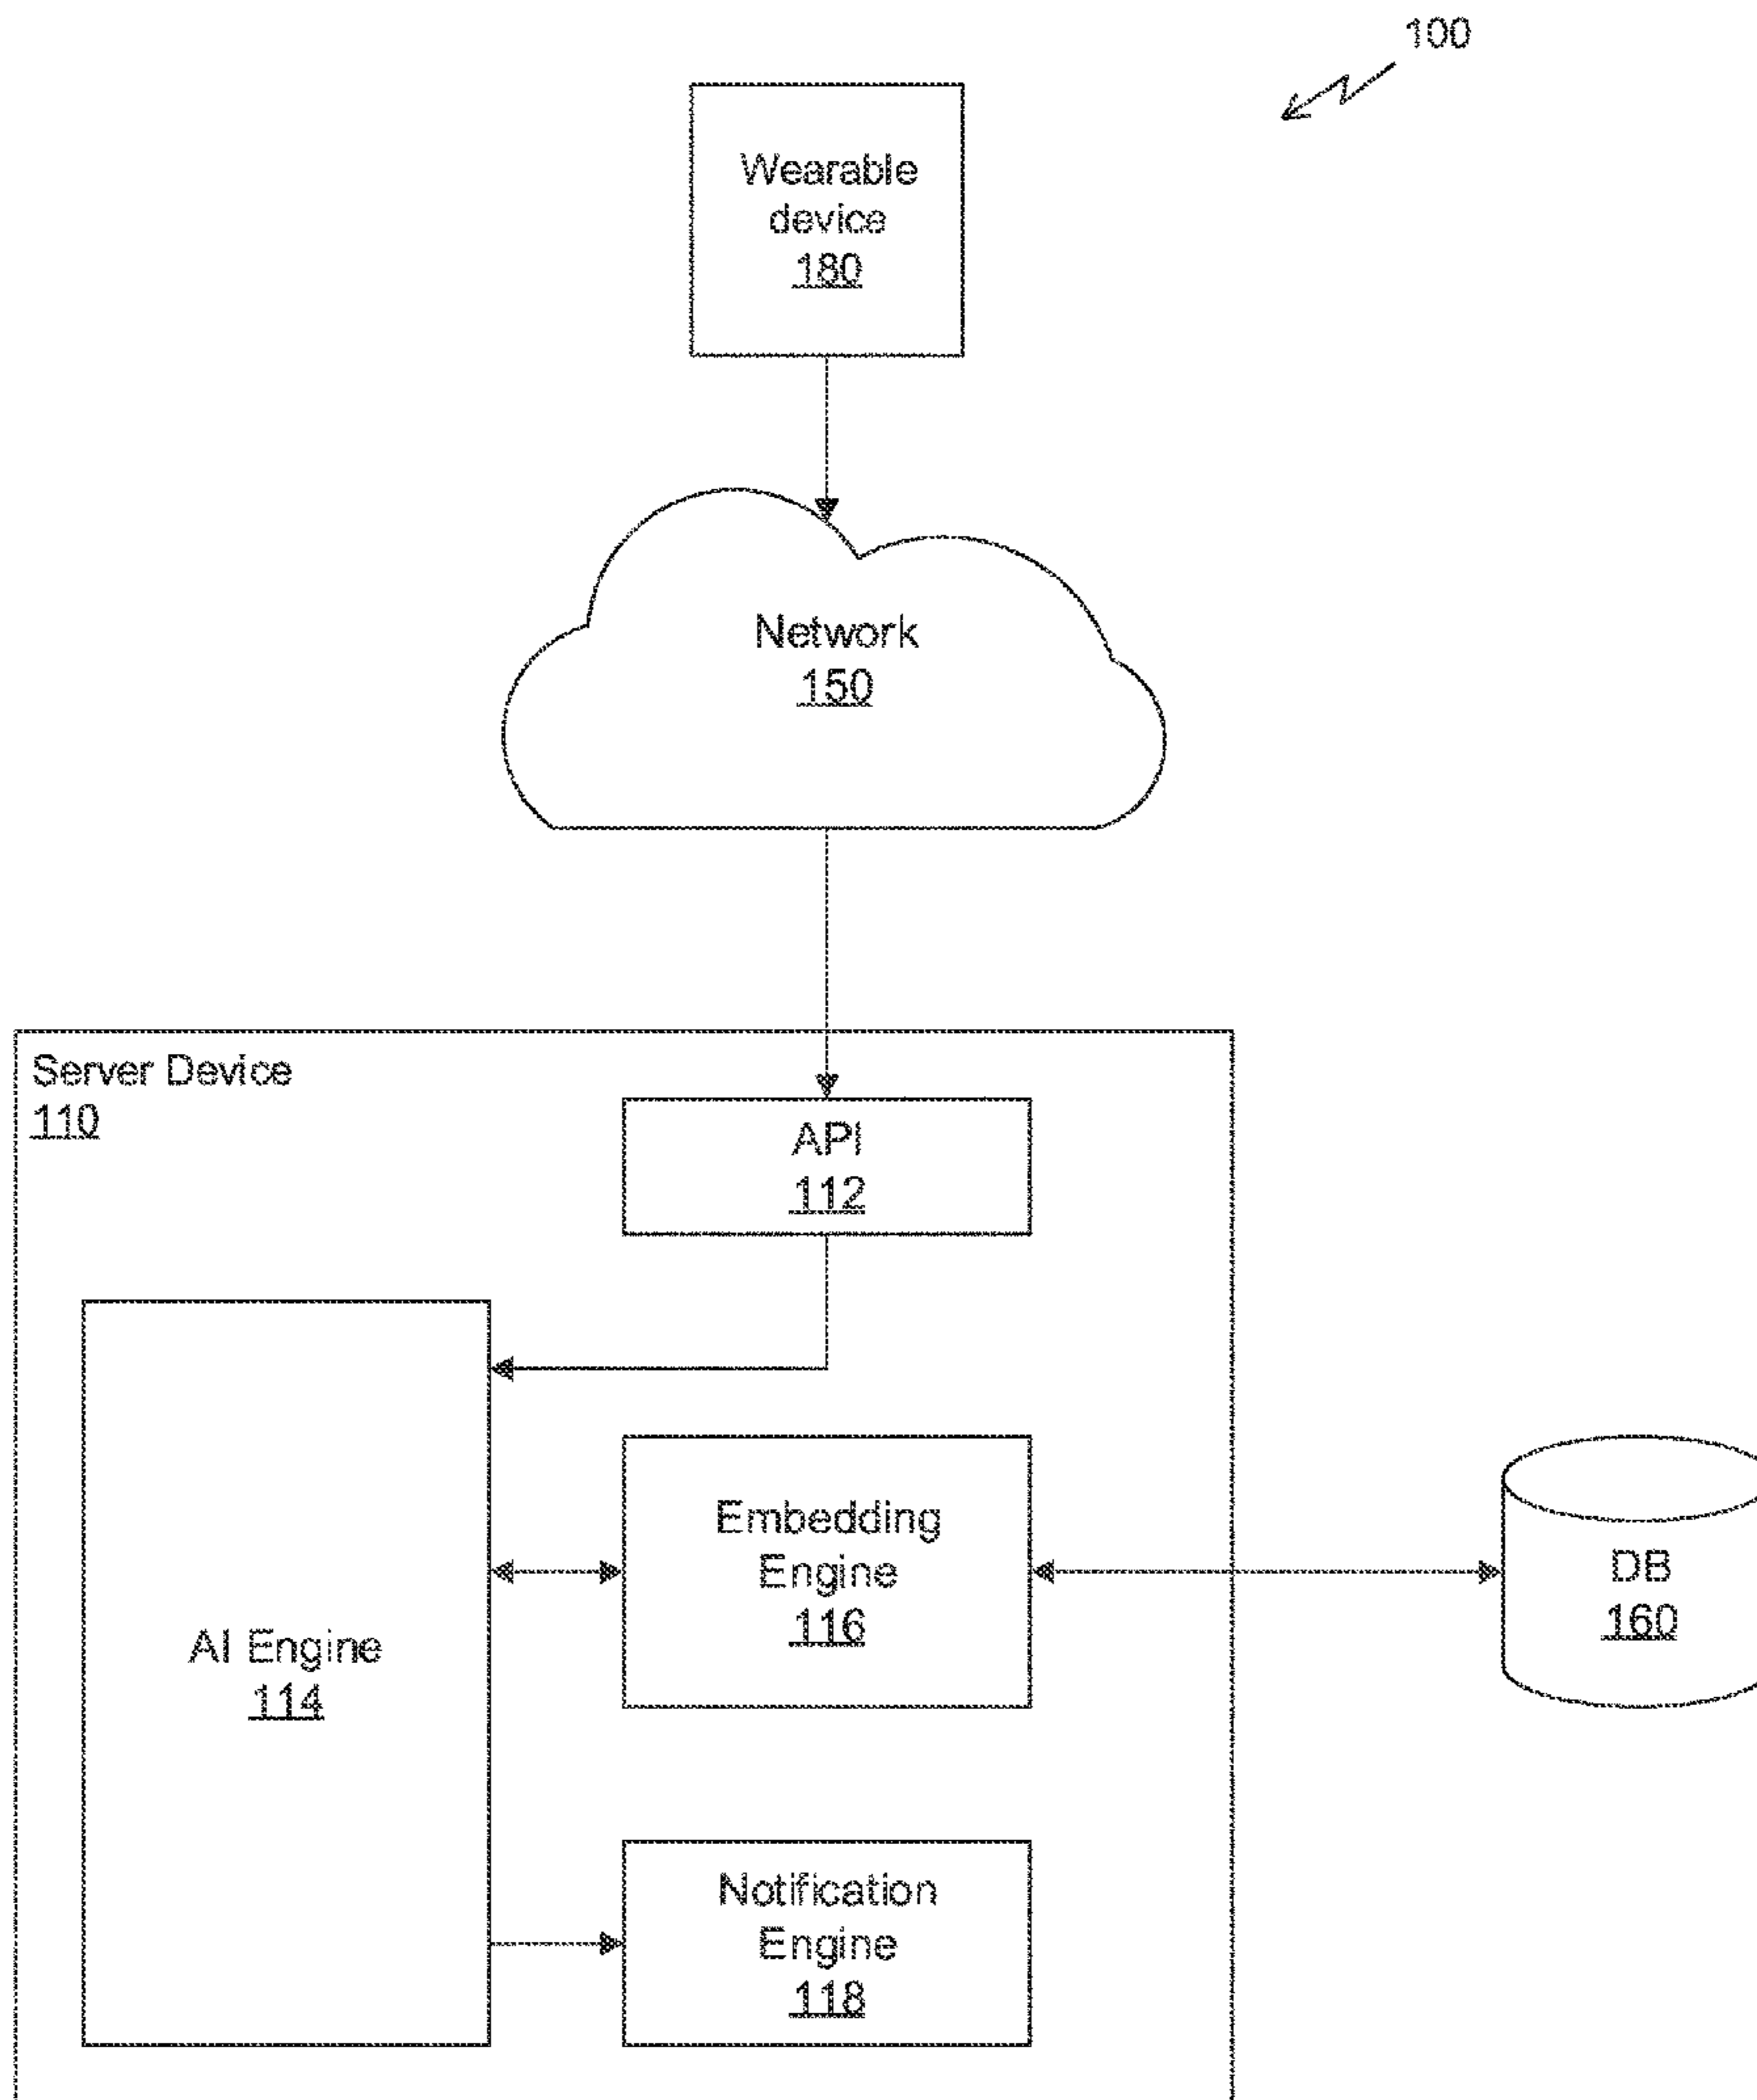 100
Wearable
device
180
Network
150
Server Device
110
API
112
Embedding
Engine
116
DB
160
AI Engine
114
Notification
Engine
118